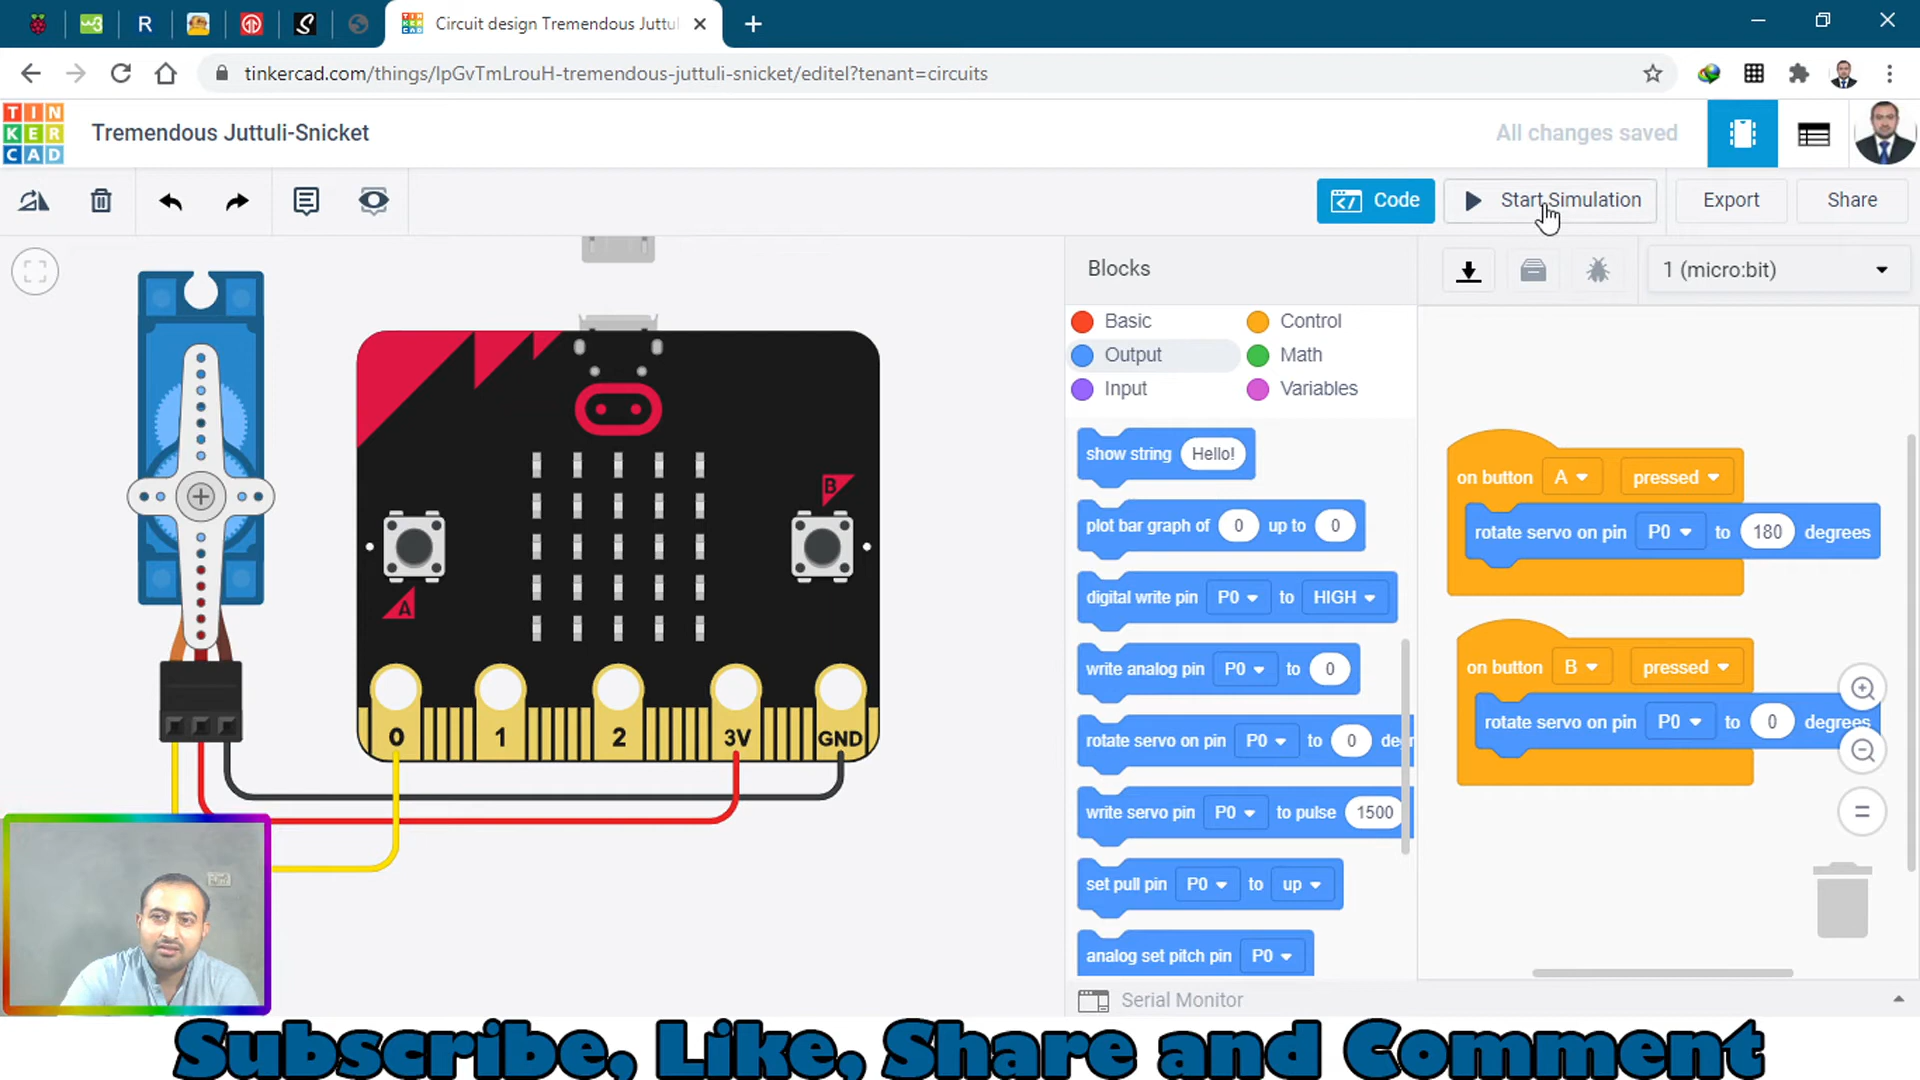 Circuit design Tremendous Juttul
tinkercad.com/things/lpGvTmLrouH-tremendous-juttuli-snicket/editel?tenant=circuits
TIN
KER
CAD
Tremendous Juttuli-Snicket
All changes saved
Code
Start Simulation
Export
Share
Blocks
1 (micro:bit)
Basic
Control
Output
Math
Input
Variables
show string Hello!
plot bar graph of 0 up to 0
digital write pin P0 to HIGH
write analog pin P0 to 0
rotate servo on pin P0 to 0 de
write servo pin P0 to pulse 1500
set pull pin P0 to up
analog set pitch pin P0
on button A pressed
rotate servo on pin P0 to 180 degrees
on button B pressed
rotate servo on pin P0 to 0 degrees
B
A
0 1 2 3V GND
Serial Monitor
Subscribe, Like, Share and Comment